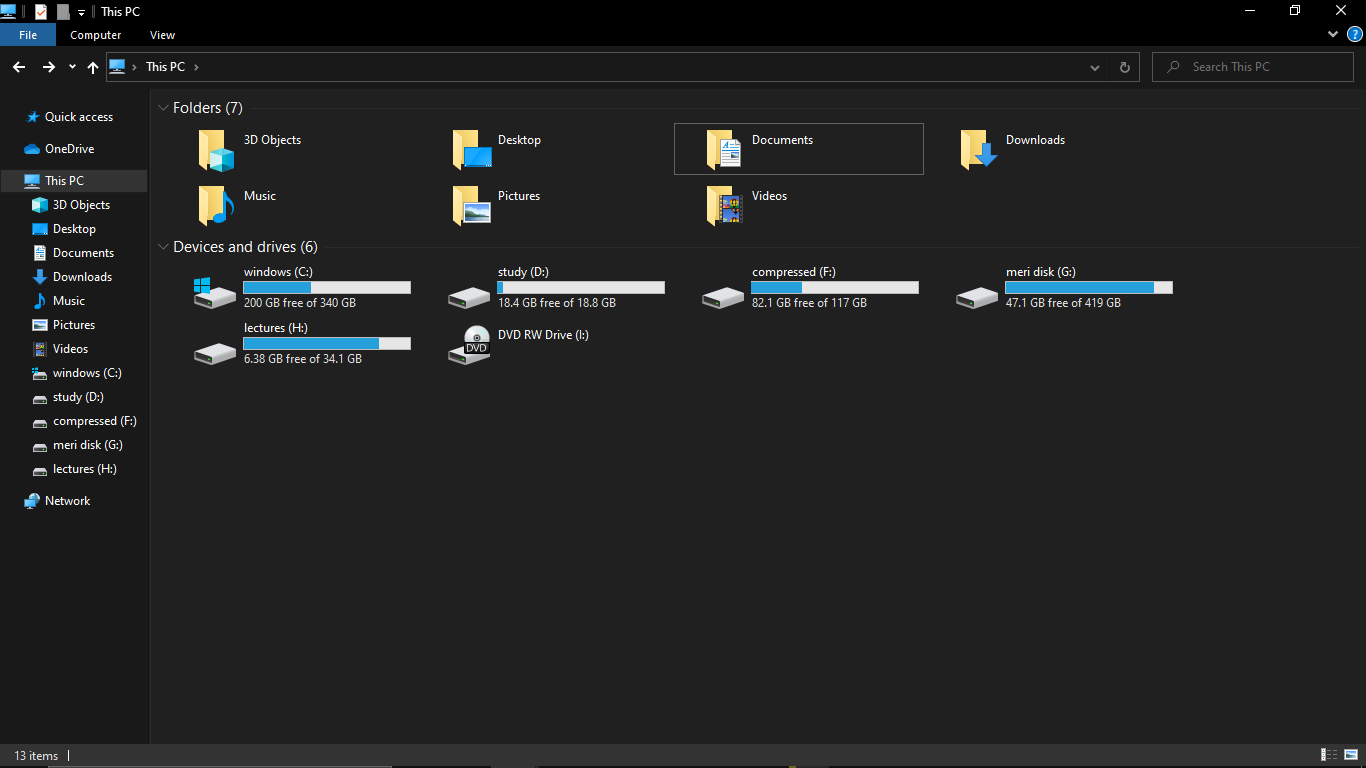 This PC
File Computer View
This PC
Search This PC
Quick access
OneDrive
This PC
3D Objects
Desktop
Documents
Downloads
Music
Pictures
Videos
windows (C:)
study (D:)
compressed (F:)
meri disk (G:)
lectures (H:)
Network
Folders (7)
3D Objects Desktop Documents Downloads
Music Pictures Videos
Devices and drives (6)
windows (C:) study (D:) compressed (F:) meri disk (G:)
200 GB free of 340 GB 18.4 GB free of 18.8 GB 82.1 GB free of 117 GB 47.1 GB free of 419 GB
lectures (H:) DVD RW Drive (I:)
DVD
6.38 GB free of 34.1 GB
13 items